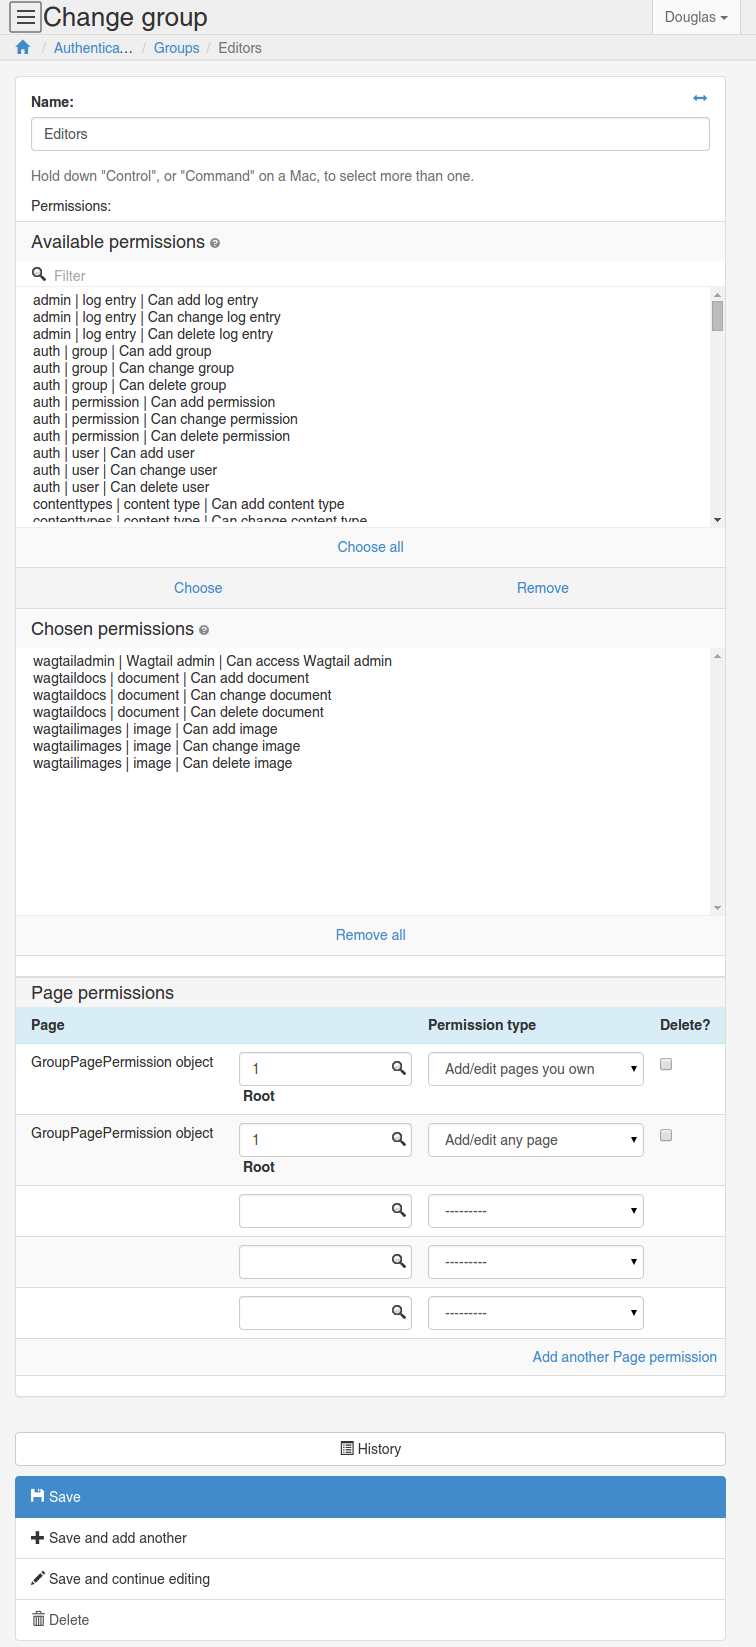 Change group
Douglas
/ Authentica... / Groups / Editors
Name:
Editors
Hold down "Control", or "Command" on a Mac, to select more than one.
Permissions:
Available permissions
Filter
admin | log entry | Can add log entry
admin | log entry | Can change log entry
admin | log entry | Can delete log entry
auth | group | Can add group
auth | group | Can change group
auth | group | Can delete group
auth | permission | Can add permission
auth | permission | Can change permission
auth | permission | Can delete permission
auth | user | Can add user
auth | user | Can change user
auth | user | Can delete user
contenttypes | content type | Can add content type
contenttypes | content type | Can change content type
Choose all
Choose Remove
Chosen permissions
wagtailadmin | Wagtail admin | Can access Wagtail admin
wagtaildocs | document | Can add document
wagtaildocs | document | Can change document
wagtaildocs | document | Can delete document
wagtailimages | image | Can add image
wagtailimages | image | Can change image
wagtailimages | image | Can delete image
Remove all
Page permissions
Page Permission type Delete?
GroupPagePermission object 1 Add/edit pages you own
Root
GroupPagePermission object 1 Add/edit any page
Root
---------
---------
---------
Add another Page permission
History
Save
Save and add another
Save and continue editing
Delete